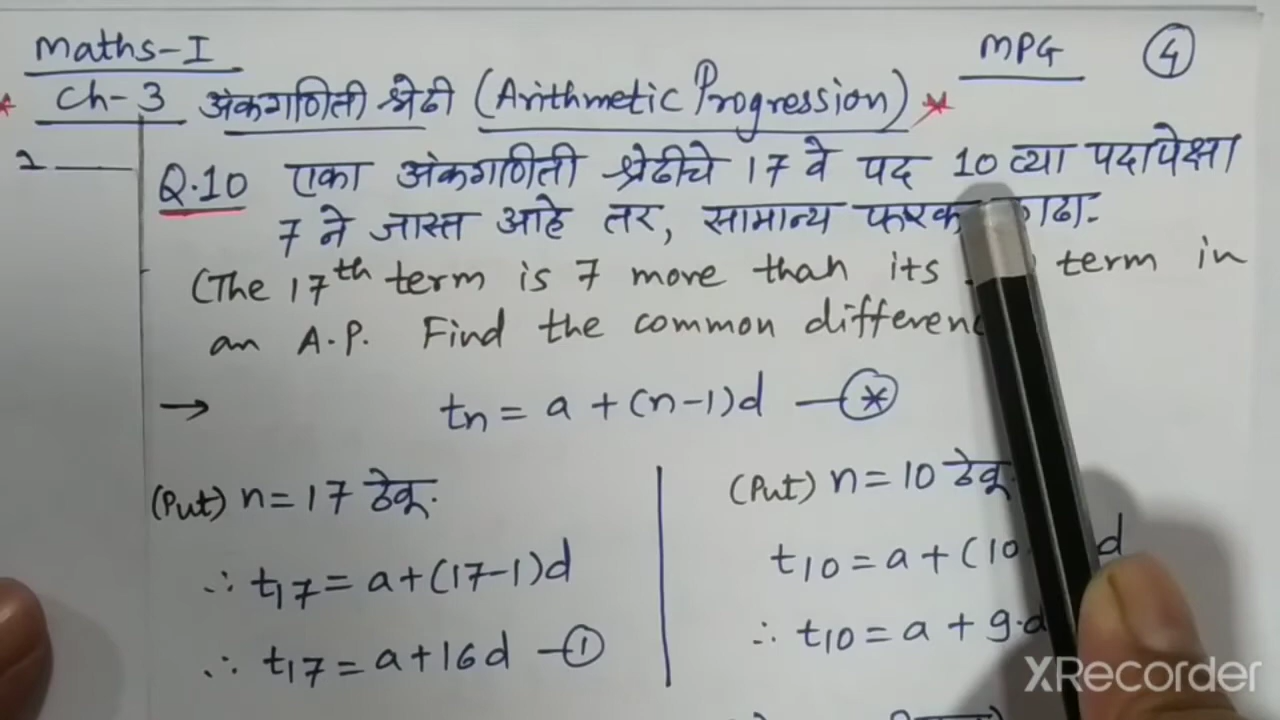 Maths-I
MPG ④
Ch-3 अंकगणिती श्रेढी (Arithmetic Progression)
2 Q.10 एका अंकगणिती श्रेढीचे 17 वे पद 10 व्या पदापेक्षा
7 ने जास्त आहे तर, सामान्य फरक काढा.
(The 17th term is 7 more than its term in
an A.P. Find the common
→ tn = a + (n-1)d — *
(Put) n = 17 ठेवू.
∴ t17 = a + (17-1)d
∴ t17 = a + 16d — ①
(Put) n = 10 ठेवू.
t10 = a + (10 d
∴ t10 = a + 9.d
XRecorder